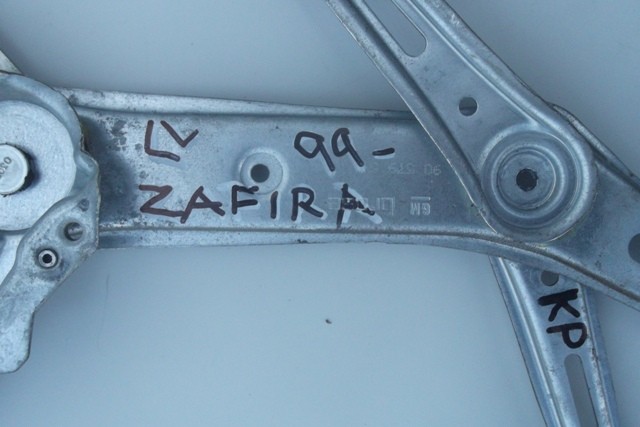 LV 99-
ZAFIRA
GM
KP